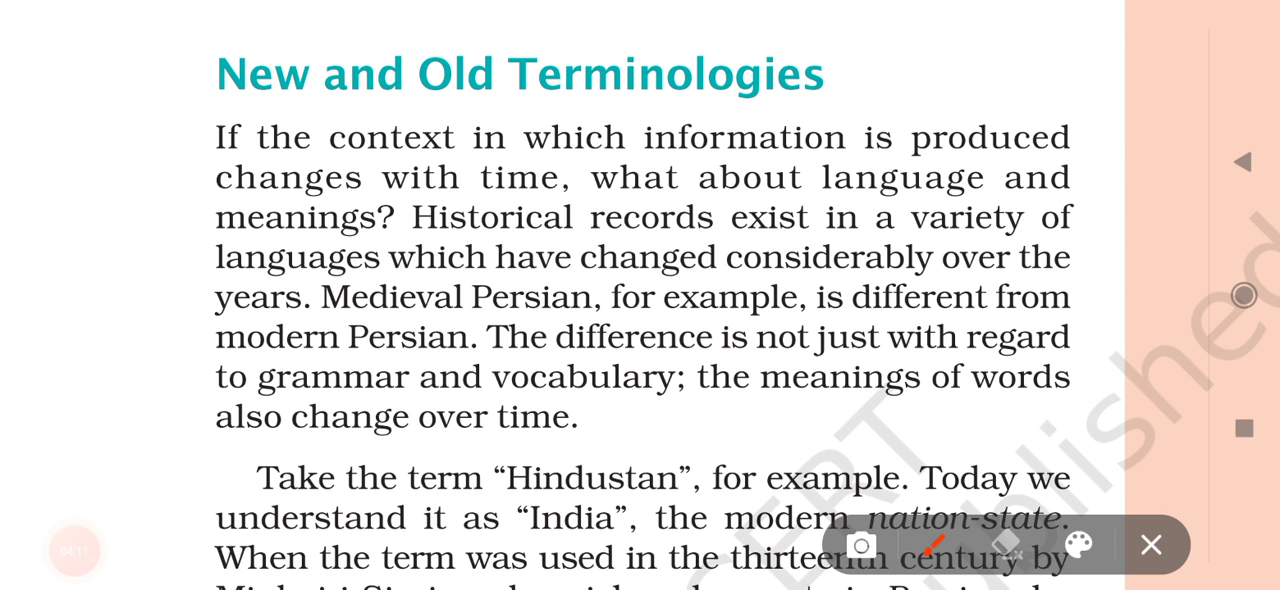 New and Old Terminologies
If the context in which information is produced
changes with time, what about language and
meanings? Historical records exist in a variety of
languages which have changed considerably over the
years. Medieval Persian, for example, is different from
modern Persian. The difference is not just with regard
to grammar and vocabulary; the meanings of words
also change over time.
Take the term “Hindustan”, for example. Today we
understand it as “India”, the modern nation-state.
When the term was used in the thirteenth century by
04:11